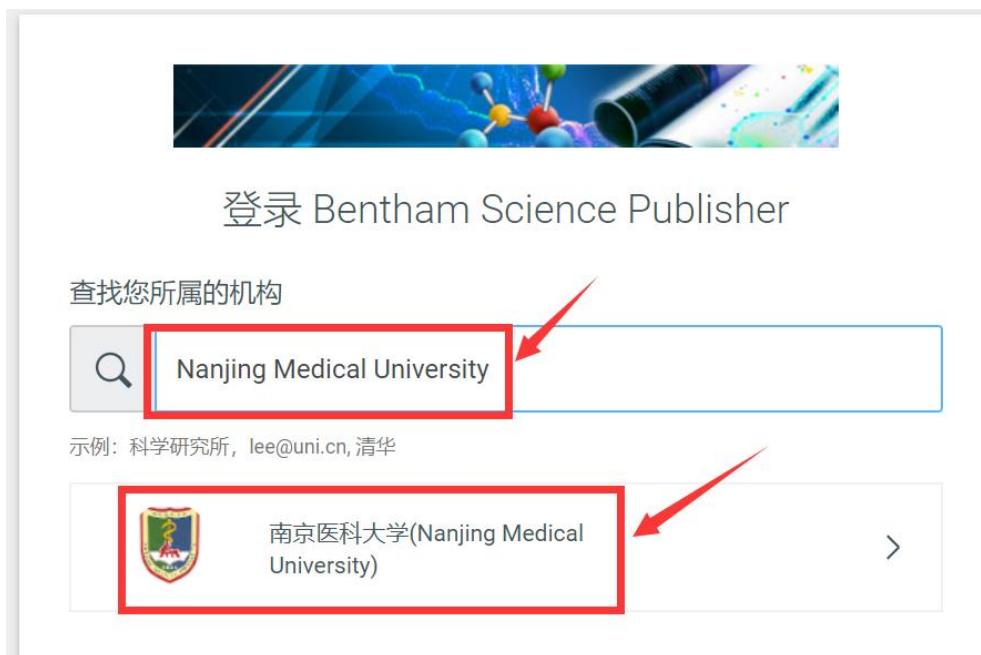 登录 Bentham Science Publisher
查找您所属的机构
Nanjing Medical University
示例：科学研究所，lee@uni.cn, 清华
南京医科大学(Nanjing Medical
University)